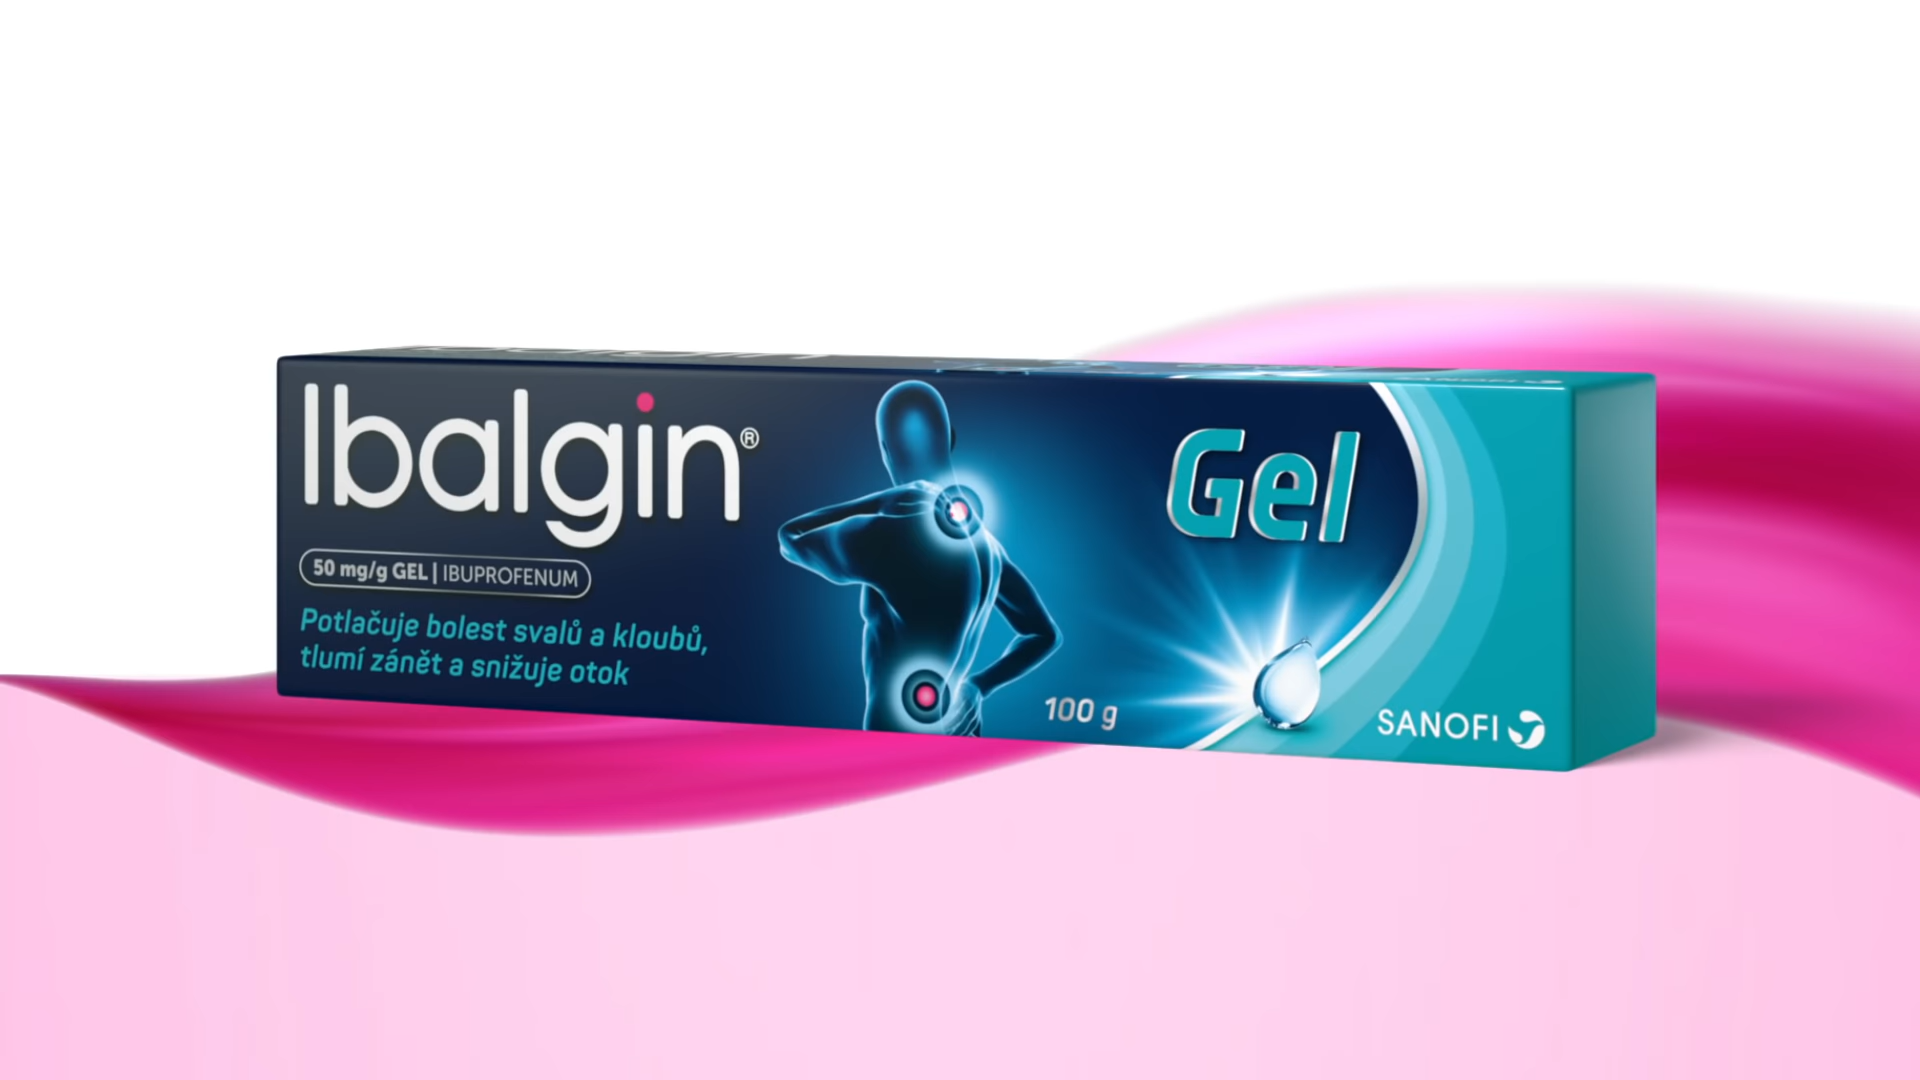 Ibalgin®
50 mg/g GEL | IBUPROFENUM
Potlačuje bolest svalů a kloubů,
tlumí zánět a snižuje otok
Gel
100 g
SANOFI